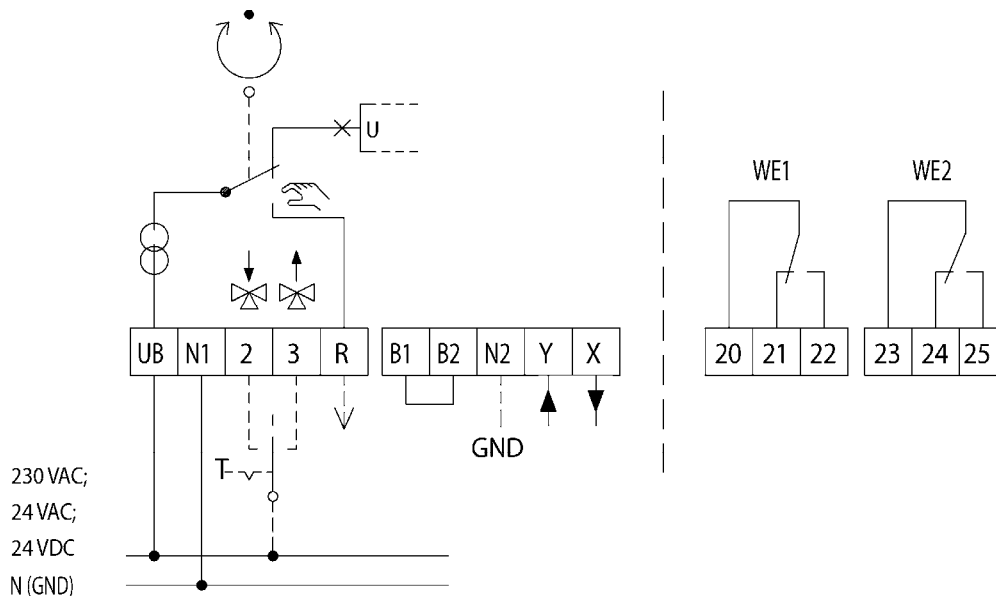 U
WE1 WE2
UB N1 2 3 R B1 B2 N2 Y X 20 21 22 23 24 25
GND
T
230 VAC;
24 VAC;
24 VDC
N (GND)